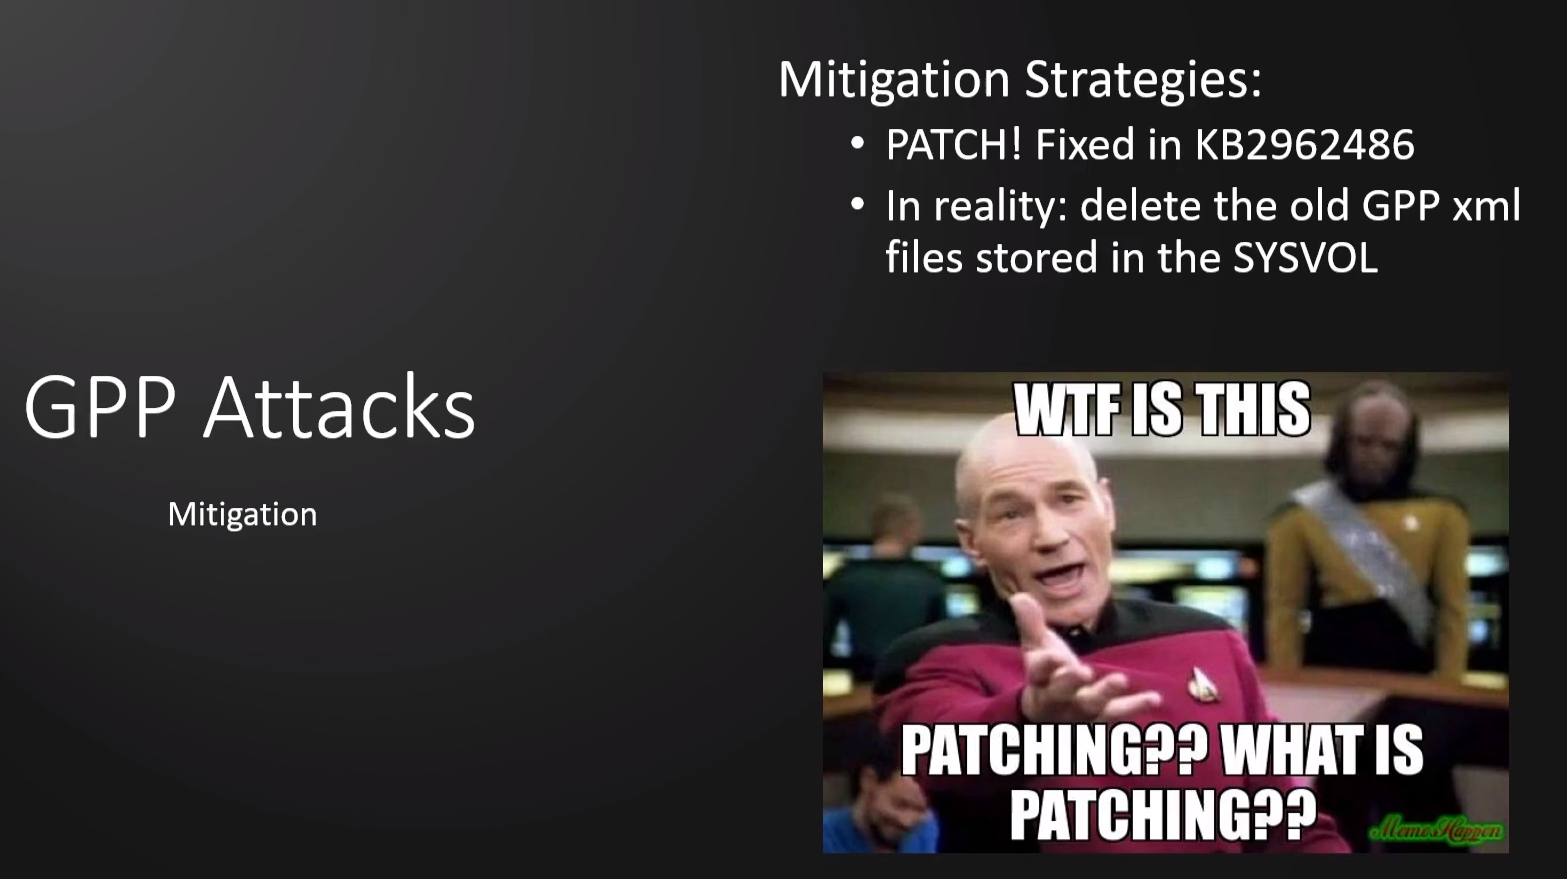 Mitigation Strategies:
• PATCH! Fixed in KB2962486
• In reality: delete the old GPP xml
files stored in the SYSVOL
GPP Attacks
Mitigation
WTF IS THIS
PATCHING?? WHAT IS
PATCHING??
MemesHappen